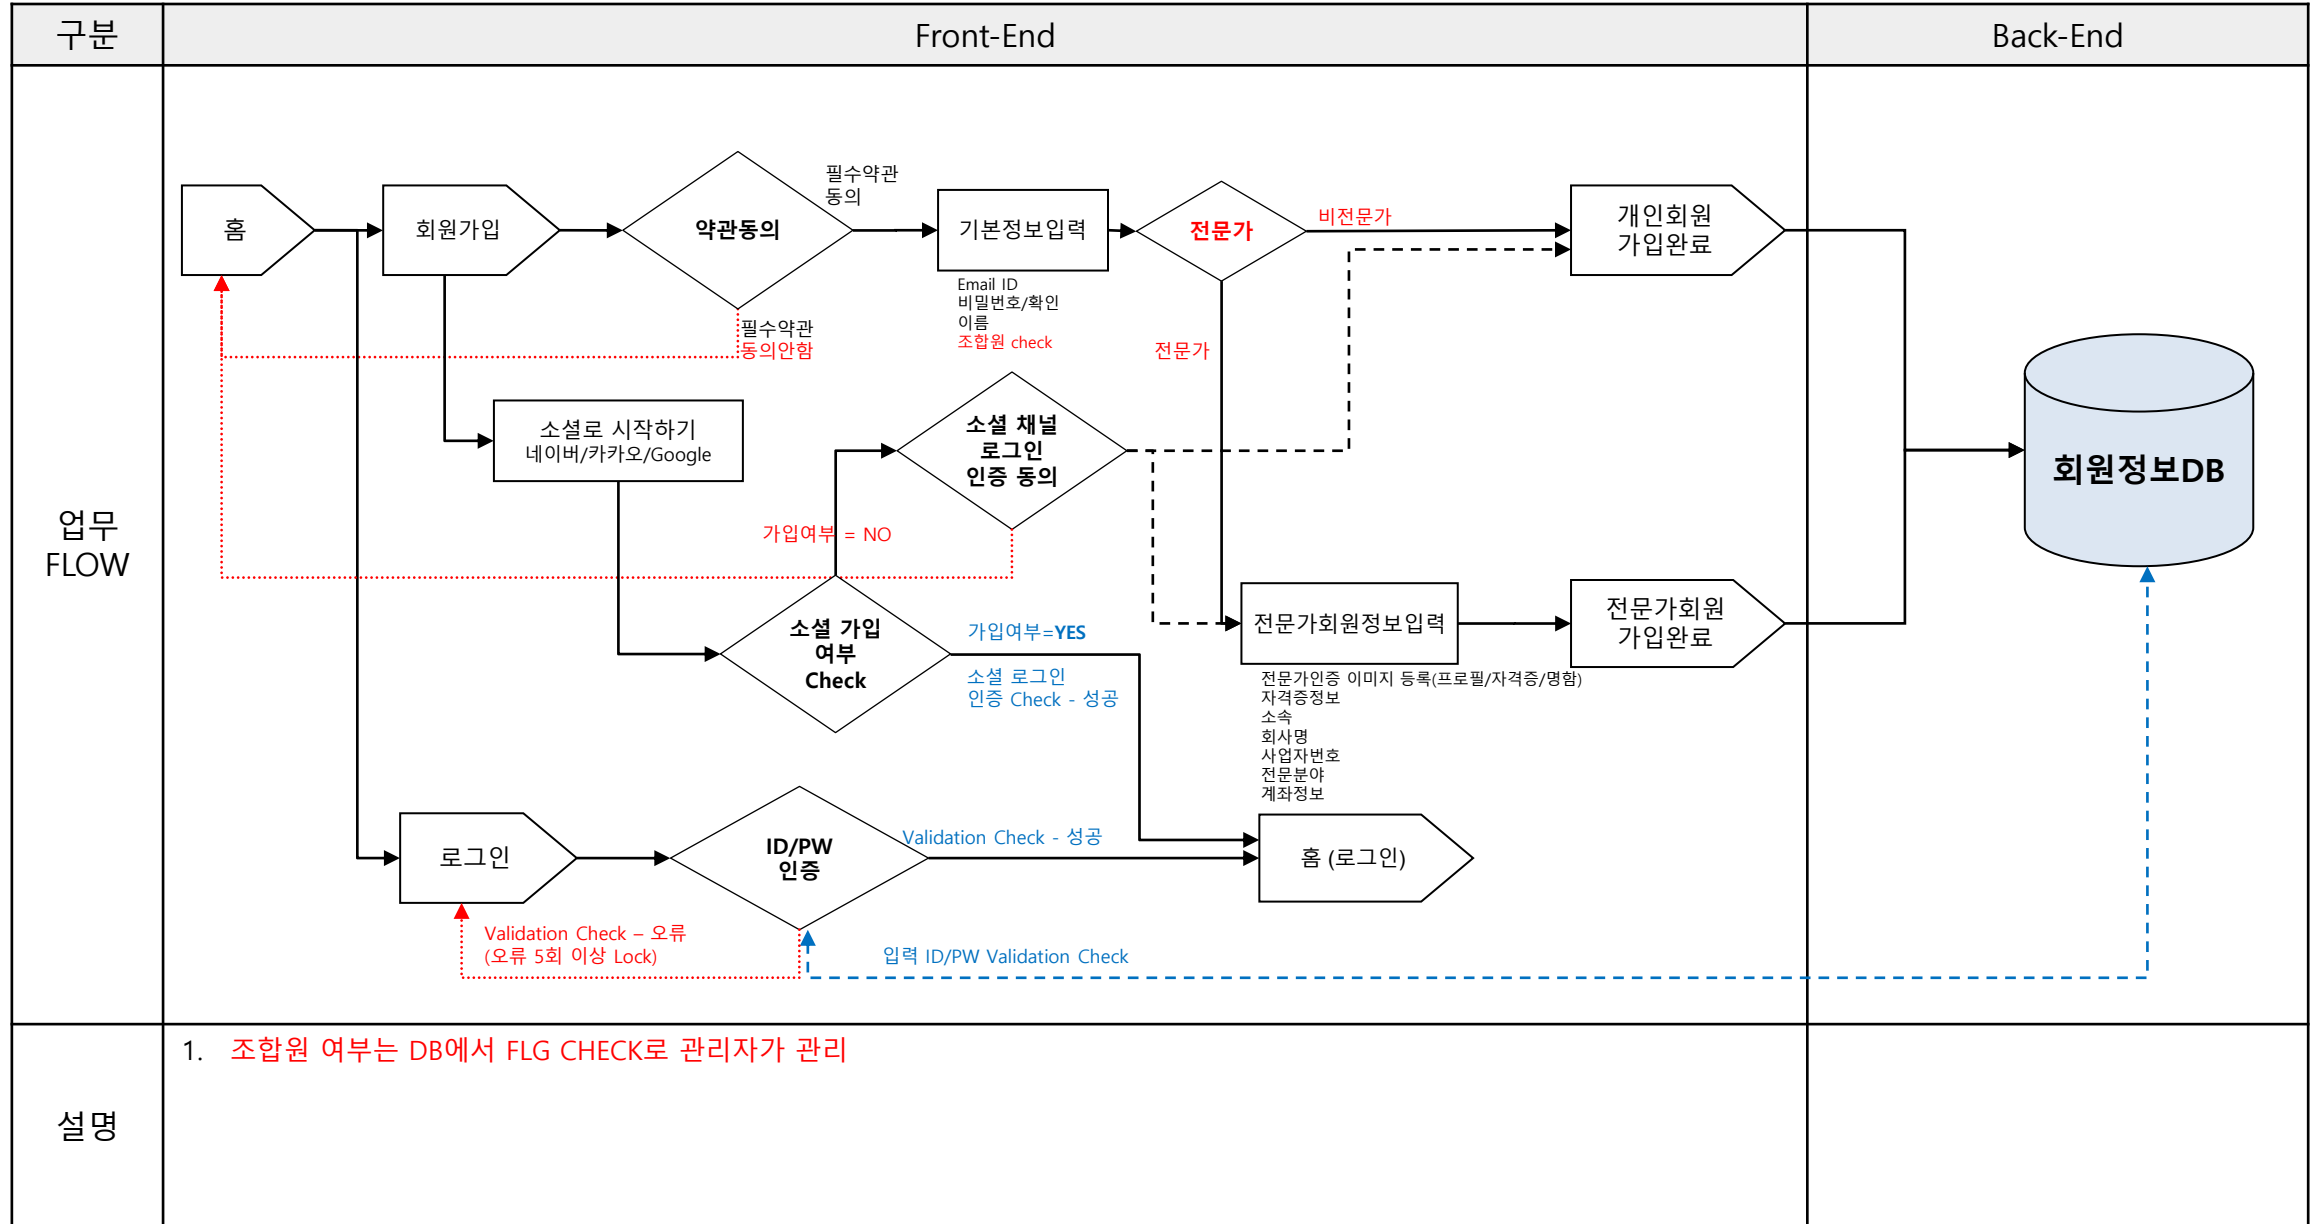 구분
Front-End
Back-End
업무
FLOW
홈
회원가입
약관동의
필수약관
동의
필수약관
동의안함
기본정보입력
Email ID
비밀번호/확인
이름
조합원 check
전문가
비전문가
전문가
개인회원
가입완료
소셜로 시작하기
네이버/카카오/Google
소셜 채널
로그인
인증 동의
가입여부 = NO
소셜 가입
여부
Check
가입여부=YES
소셜 로그인
인증 Check - 성공
전문가회원정보입력
전문가인증 이미지 등록(프로필/자격증/명함)
자격증정보
소속
회사명
사업자번호
전문분야
계좌정보
전문가회원
가입완료
회원정보DB
로그인
ID/PW
인증
Validation Check - 성공
홈 (로그인)
Validation Check – 오류
(오류 5회 이상 Lock)
입력 ID/PW Validation Check
설명
1. 조합원 여부는 DB에서 FLG CHECK로 관리자가 관리